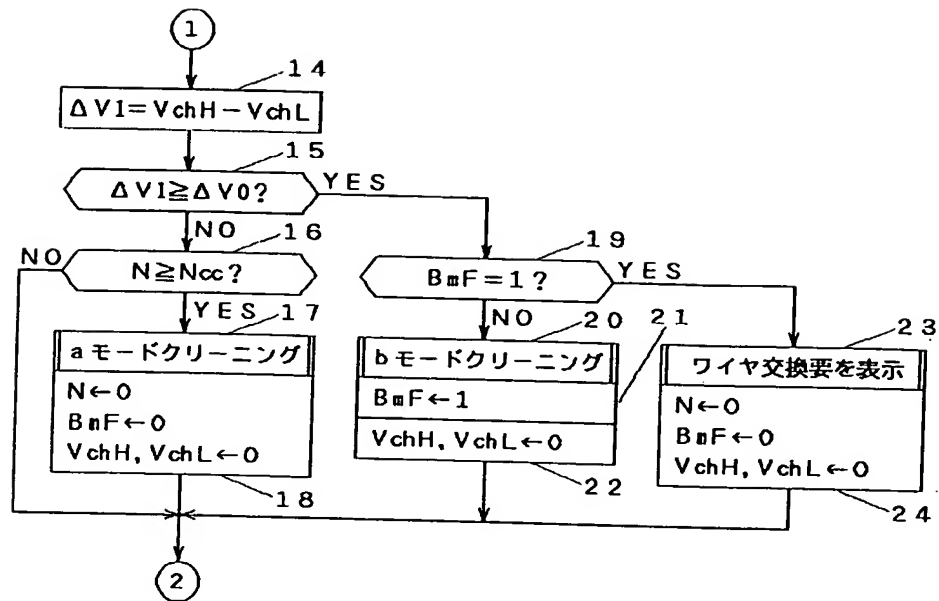 1
14
ΔV1=VchH-VchL
15
ΔV1≧ΔV0?
YES
NO
16
N≧Ncc?
NO
YES
17
aモードクリーニング
N←0
BmF←0
VchH, VchL←0
18
19
BmF=1?
YES
NO
20
21
bモードクリーニング
BmF←1
VchH, VchL←0
22
23
ワイヤ交換要を表示
N←0
BmF←0
VchH, VchL←0
24
2